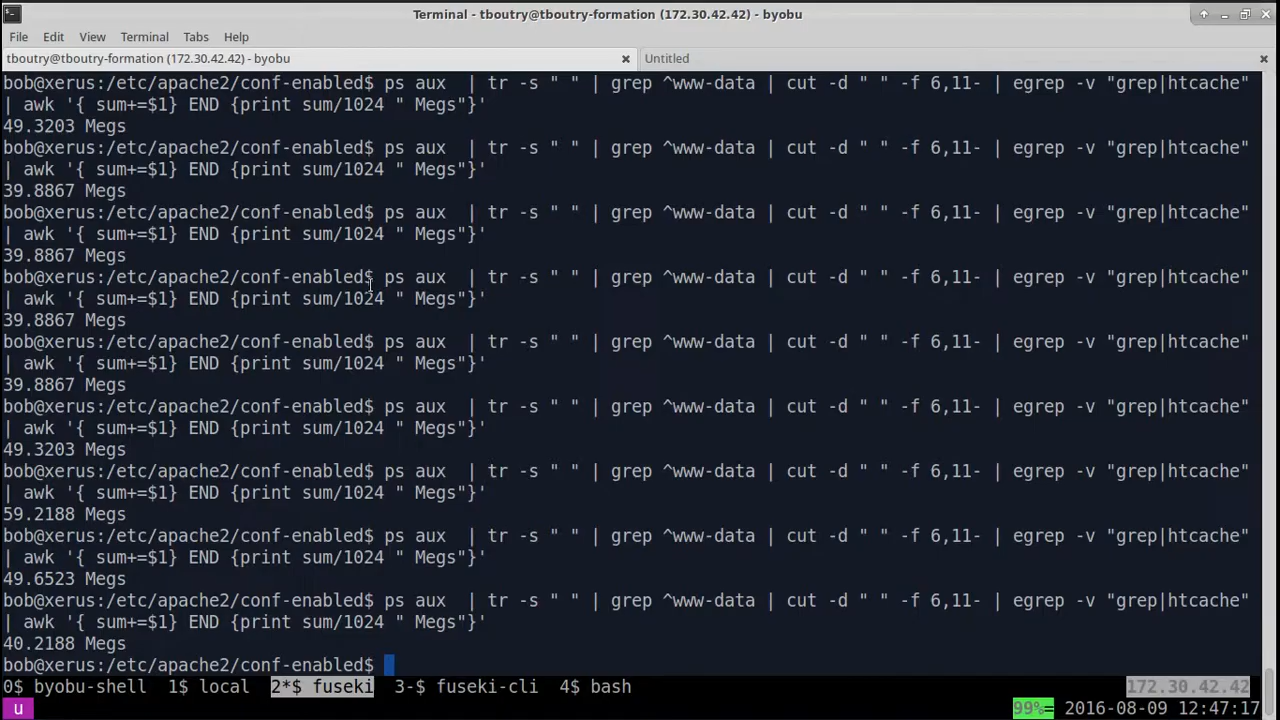 Terminal - tboutry@tboutry-formation (172.30.42.42) - byobu
File Edit View Terminal Tabs Help
tboutry@tboutry-formation (172.30.42.42) - byobu Untitled
bob@xerus:/etc/apache2/conf-enabled$ ps aux  | tr -s " " | grep ^www-data | cut -d " " -f 6,11- | egrep -v "grep|htcache"
| awk '{ sum+=$1} END {print sum/1024 " Megs"}'
49.3203 Megs
bob@xerus:/etc/apache2/conf-enabled$ ps aux  | tr -s " " | grep ^www-data | cut -d " " -f 6,11- | egrep -v "grep|htcache"
| awk '{ sum+=$1} END {print sum/1024 " Megs"}'
39.8867 Megs
bob@xerus:/etc/apache2/conf-enabled$ ps aux  | tr -s " " | grep ^www-data | cut -d " " -f 6,11- | egrep -v "grep|htcache"
| awk '{ sum+=$1} END {print sum/1024 " Megs"}'
39.8867 Megs
bob@xerus:/etc/apache2/conf-enabled$ ps aux  | tr -s " " | grep ^www-data | cut -d " " -f 6,11- | egrep -v "grep|htcache"
| awk '{ sum+=$1} END {print sum/1024 " Megs"}'
39.8867 Megs
bob@xerus:/etc/apache2/conf-enabled$ ps aux  | tr -s " " | grep ^www-data | cut -d " " -f 6,11- | egrep -v "grep|htcache"
| awk '{ sum+=$1} END {print sum/1024 " Megs"}'
39.8867 Megs
bob@xerus:/etc/apache2/conf-enabled$ ps aux  | tr -s " " | grep ^www-data | cut -d " " -f 6,11- | egrep -v "grep|htcache"
| awk '{ sum+=$1} END {print sum/1024 " Megs"}'
49.3203 Megs
bob@xerus:/etc/apache2/conf-enabled$ ps aux  | tr -s " " | grep ^www-data | cut -d " " -f 6,11- | egrep -v "grep|htcache"
| awk '{ sum+=$1} END {print sum/1024 " Megs"}'
59.2188 Megs
bob@xerus:/etc/apache2/conf-enabled$ ps aux  | tr -s " " | grep ^www-data | cut -d " " -f 6,11- | egrep -v "grep|htcache"
| awk '{ sum+=$1} END {print sum/1024 " Megs"}'
49.6523 Megs
bob@xerus:/etc/apache2/conf-enabled$ ps aux  | tr -s " " | grep ^www-data | cut -d " " -f 6,11- | egrep -v "grep|htcache"
| awk '{ sum+=$1} END {print sum/1024 " Megs"}'
40.2188 Megs
bob@xerus:/etc/apache2/conf-enabled$
0$ byobu-shell  1$ local  2*$ fuseki  3-$ fuseki-cli  4$ bash 172.30.42.42
u 99%= 2016-08-09 12:47:17